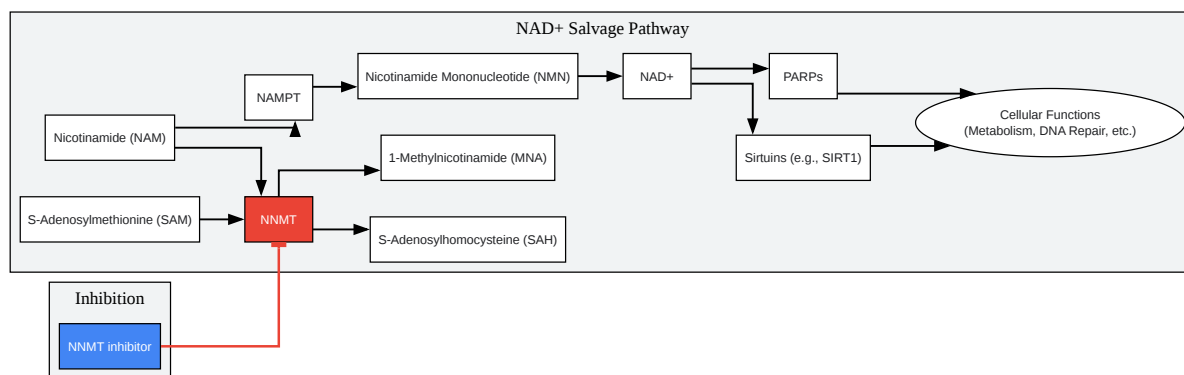 NAD+ Salvage Pathway
Nicotinamide Mononucleotide (NMN)
NAD+
PARPs
NAMPT
Cellular Functions
(Metabolism, DNA Repair, etc.)
Nicotinamide (NAM)
1-Methylnicotinamide (MNA)
Sirtuins (e.g., SIRT1)
S-Adenosylmethionine (SAM)
NNMT
S-Adenosylhomocysteine (SAH)
Inhibition
NNMT inhibitor